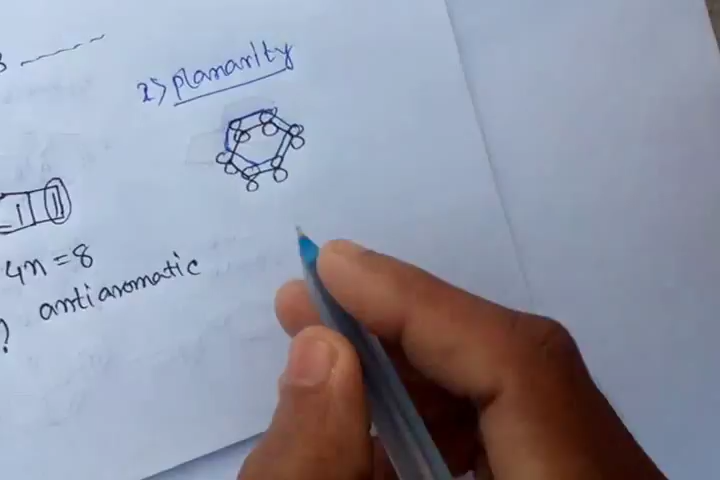 2) planarity
4n = 8
? antiaromatic